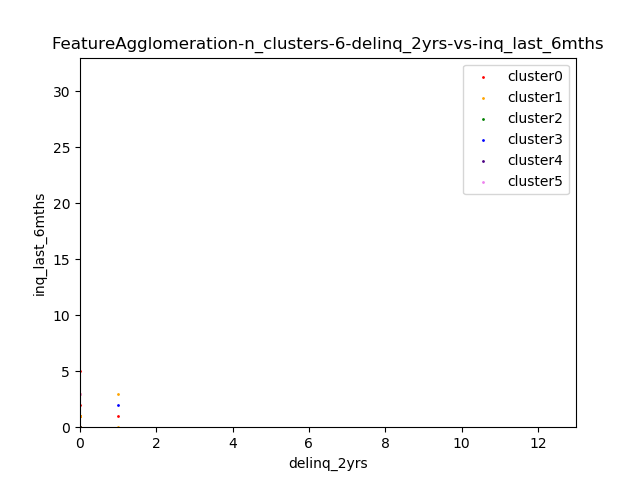 FeatureAgglomeration-n_clusters-6-delinq_2yrs-vs-inq_last_6mths
cluster0
cluster1
cluster2
cluster3
cluster4
cluster5
inq_last_6mths
30
25
20
15
10
5
0
0 2 4 6 8 10 12
delinq_2yrs